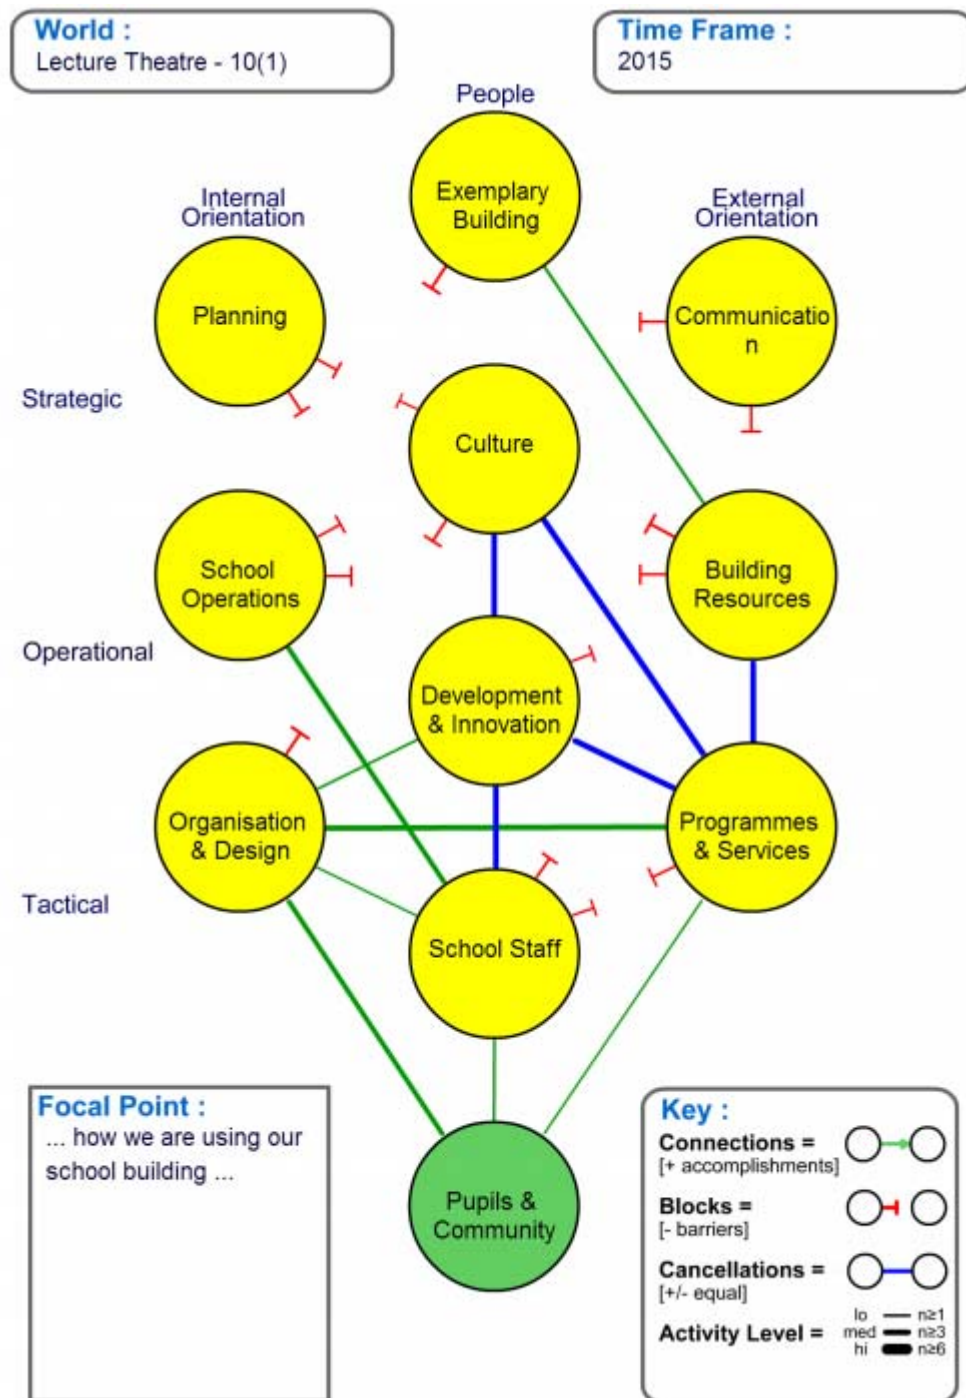 World :
Lecture Theatre - 10(1)
Time Frame :
2015
People
Exemplary
Building
Internal
Orientation
External
Orientation
Planning
Communicatio
n
Strategic
Culture
School
Operations
Building
Resources
Operational
Development
& Innovation
Organisation
& Design
Programmes
& Services
Tactical
School Staff
Focal Point :
... how we are using our
school building ...
Pupils &
Community
Key :
Connections =
[+ accomplishments]
Blocks =
[- barriers]
Cancellations =
[+/- equal]
Activity Level =
lo n≥1
med n≥3
hi n≥6